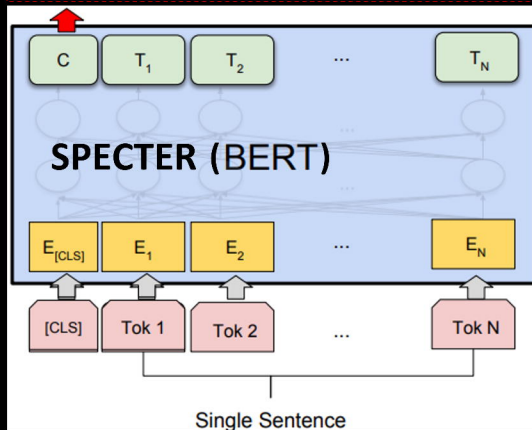 C T1 T2 ... TN
...
SPECTER (BERT)
...
E[CLS] E1 E2 ... EN
[CLS] Tok 1 Tok 2 ... Tok N
Single Sentence